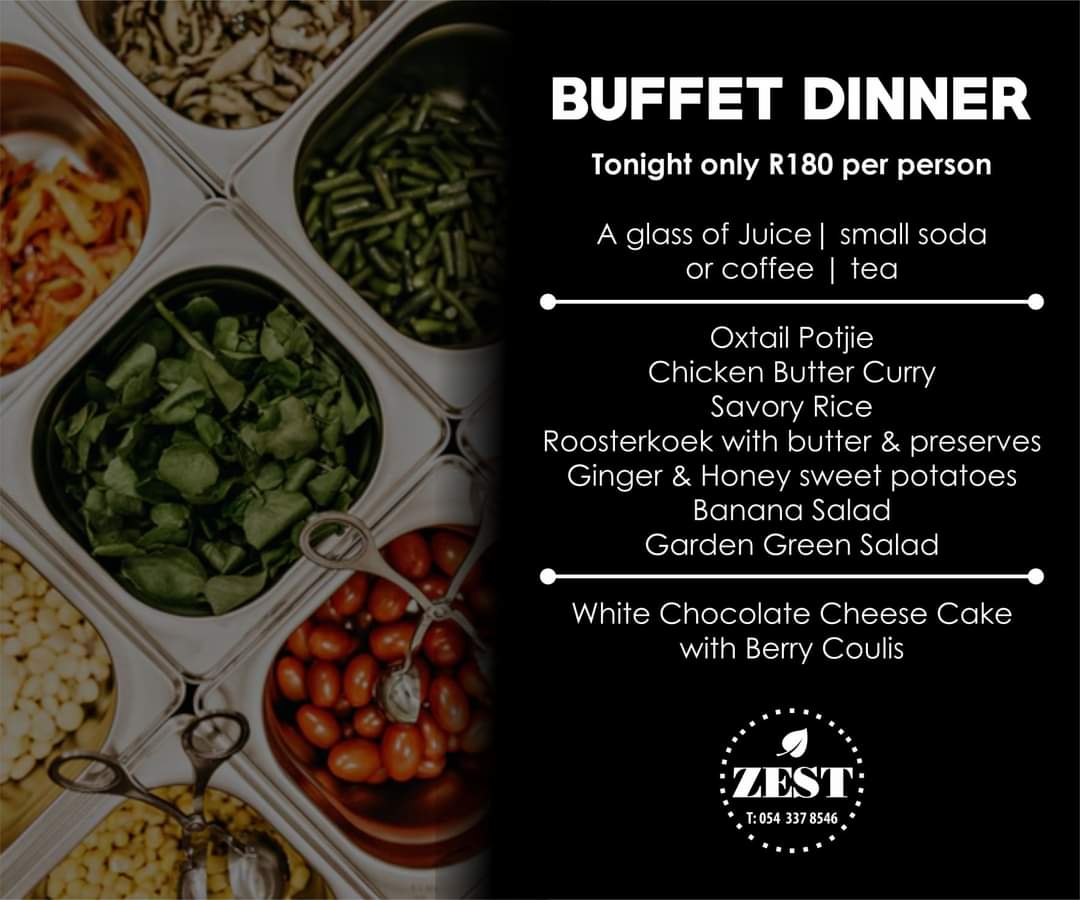 BUFFET DINNER
Tonight only R180 per person
A glass of Juice| small soda
or coffee | tea
Oxtail Potjie
Chicken Butter Curry
Savory Rice
Roosterkoek with butter & preserves
Ginger & Honey sweet potatoes
Banana Salad
Garden Green Salad
White Chocolate Cheese Cake
with Berry Coulis
ZEST
T: 054 337 8546